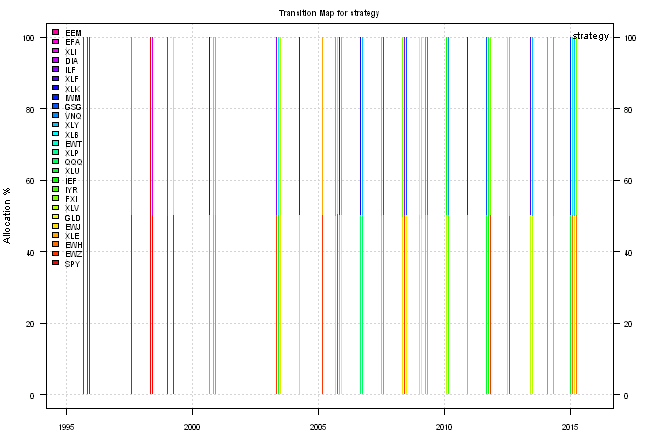 Transition Map for strategy
strategy
100
80
60
40
20
0
100
80
60
40
20
0
Allocation %
EEM
EFA
XLI
DIA
ILF
XLF
XLK
IWM
GSG
VNQ
XLY
XLB
EWT
XLP
QQQ
XLU
IEF
IYR
FXI
XLV
GLD
EWJ
XLE
EWH
EWZ
SPY
1995
2000
2005
2010
2015